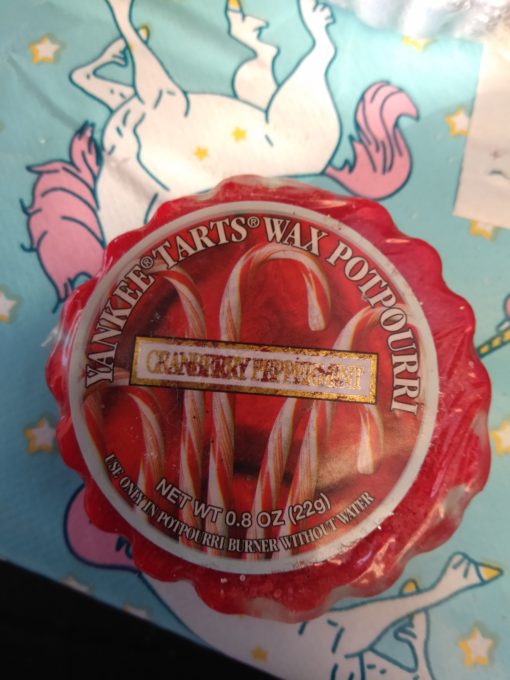 YANKEE® TARTS® WAX POTPOURRI
CRANBERRY PEPPERMINT
NET WT 0.8 OZ (22g)
USE ONLY IN POTPOURRI BURNER WITHOUT WATER